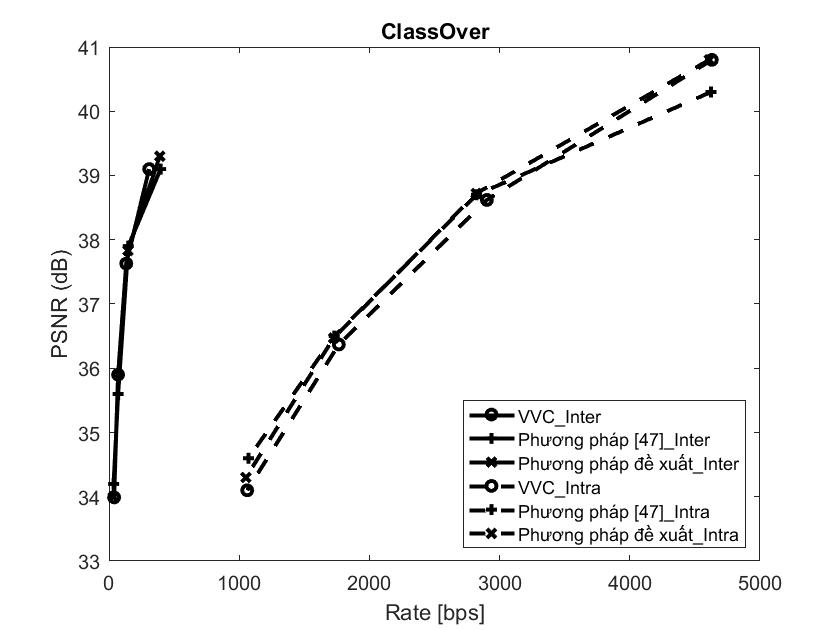 ClassOver
41
40
39
38
37
36
35
34
33
PSNR (dB)
VVC_Inter
Phương pháp [47]_Inter
Phương pháp đề xuất_Inter
VVC_Intra
Phương pháp [47]_Intra
Phương pháp đề xuất_Intra
0 1000 2000 3000 4000 5000
Rate [bps]